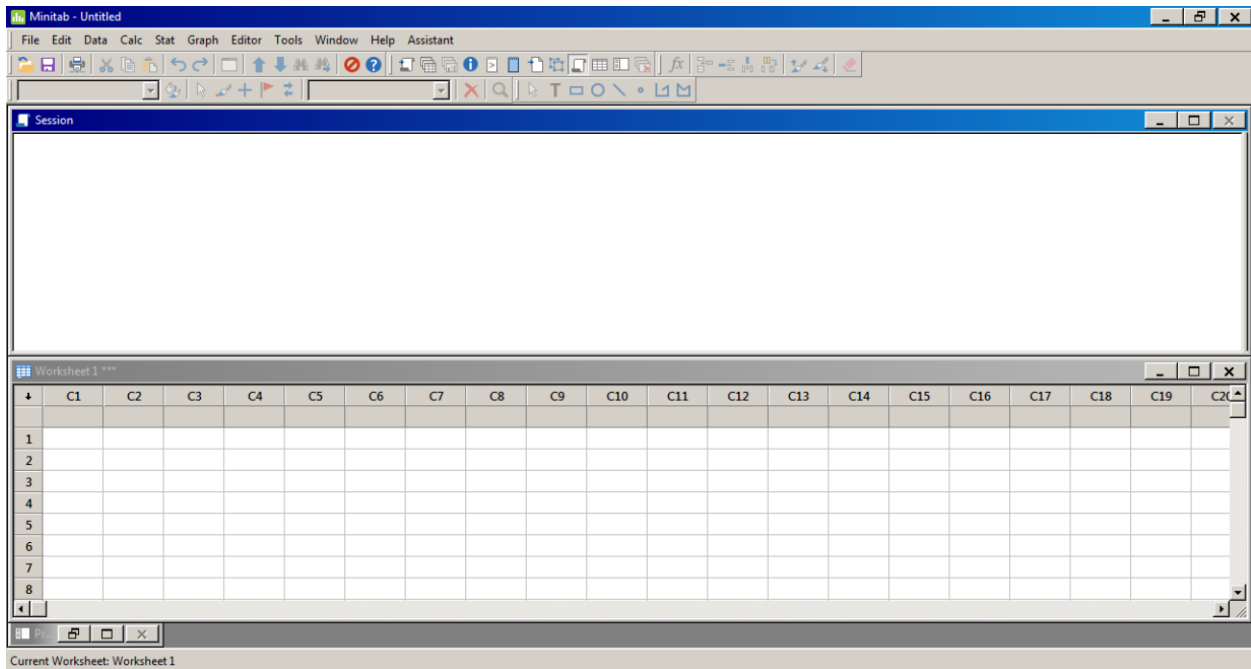 Minitab - Untitled
File Edit Data Calc Stat Graph Editor Tools Window Help Assistant
Session
Worksheet 1 ***
C1 C2 C3 C4 C5 C6 C7 C8 C9 C10 C11 C12 C13 C14 C15 C16 C17 C18 C19 C20
1
2
3
4
5
6
7
8
Pr...
Current Worksheet: Worksheet 1